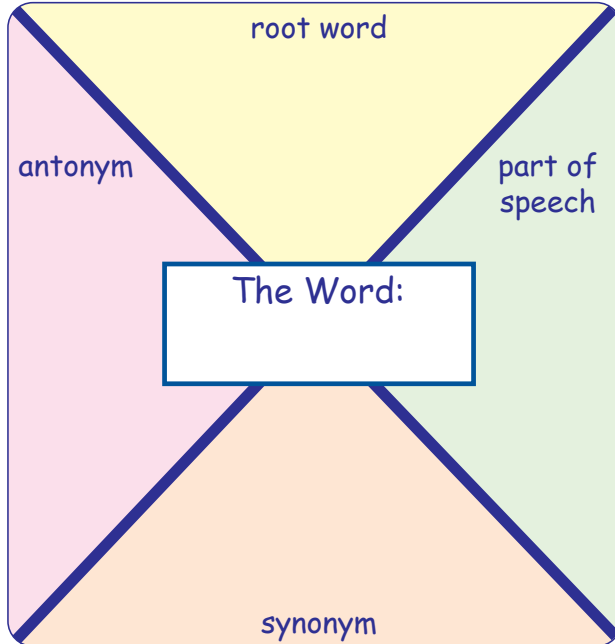 root word
antonym
part of
speech
The Word:
synonym